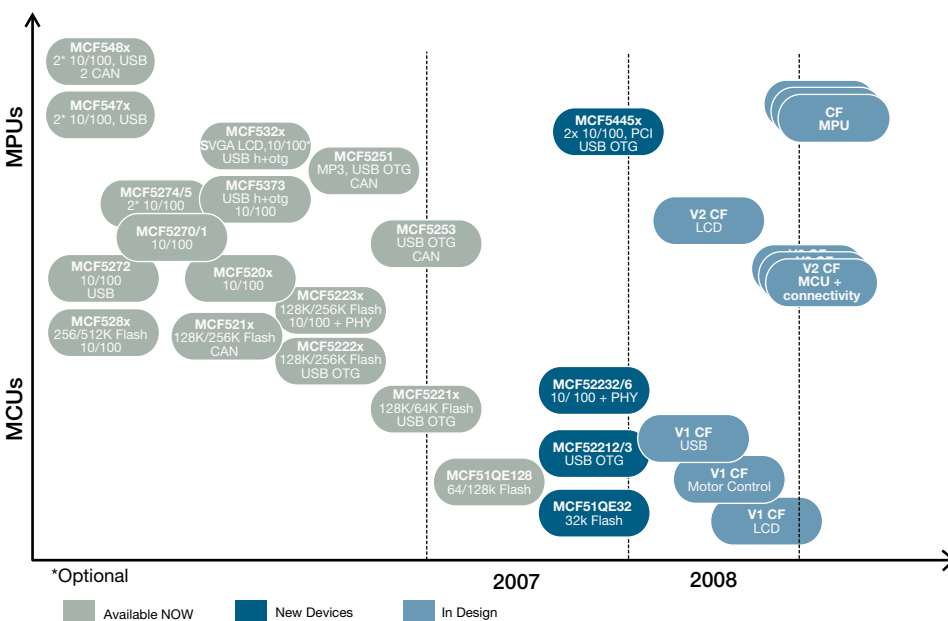 MPUs
MCUs
MCF548x
2* 10/100, USB
2 CAN
MCF547x
2* 10/100, USB
MCF532x
SVGA LCD,10/100*
USB h+otg
MCF5251
MP3, USB OTG
CAN
MCF5274/5
2* 10/100
MCF5373
USB h+otg
10/100
MCF5270/1
10/100
MCF5253
USB OTG
CAN
MCF5272
10/100
USB
MCF520x
10/100
MCF5223x
128K/256K Flash
10/100 + PHY
MCF528x
256/512K Flash
10/100
MCF521x
128K/256K Flash
CAN
MCF5222x
128K/256K Flash
USB OTG
MCF5221x
128K/64K Flash
USB OTG
MCF51QE128
64/128k Flash
MCF5445x
2x 10/100, PCI
USB OTG
MCF52232/6
10/ 100 + PHY
MCF52212/3
USB OTG
MCF51QE32
32k Flash
CF
MPU
V2 CF
LCD
V2 CF
MCU +
connectivity
V1 CF
USB
V1 CF
Motor Control
V1 CF
LCD
*Optional
2007
2008
Available NOW
New Devices
In Design